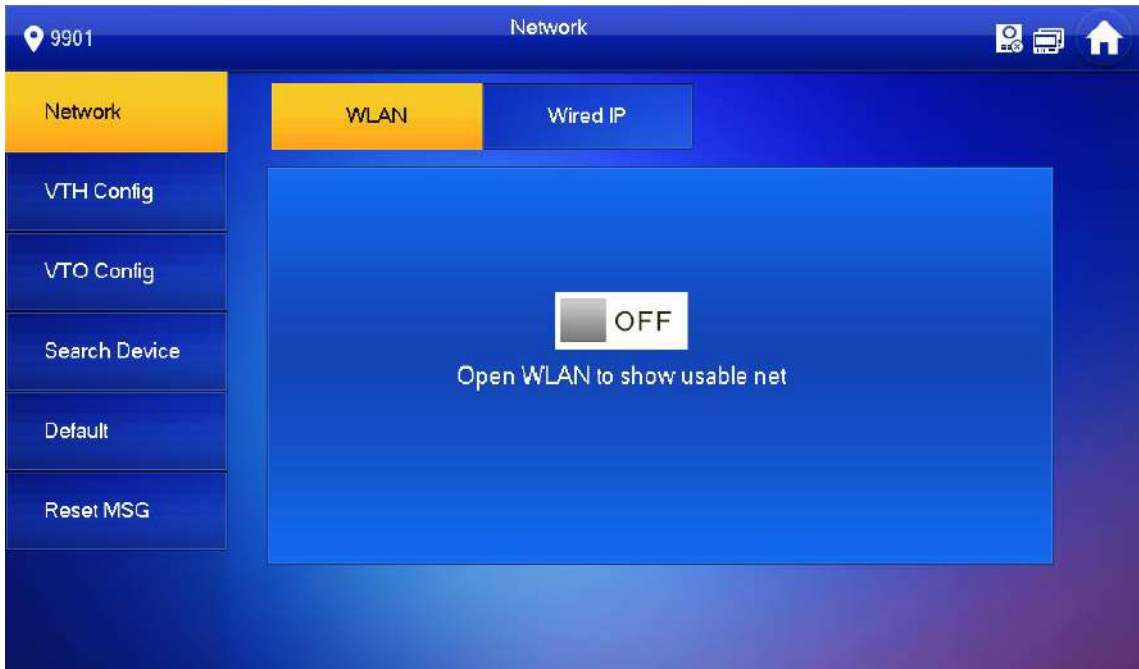 9901
Network
Network
WLAN
Wired IP
VTH Config
VTO Config
Search Device
Default
Reset MSG
OFF
Open WLAN to show usable net